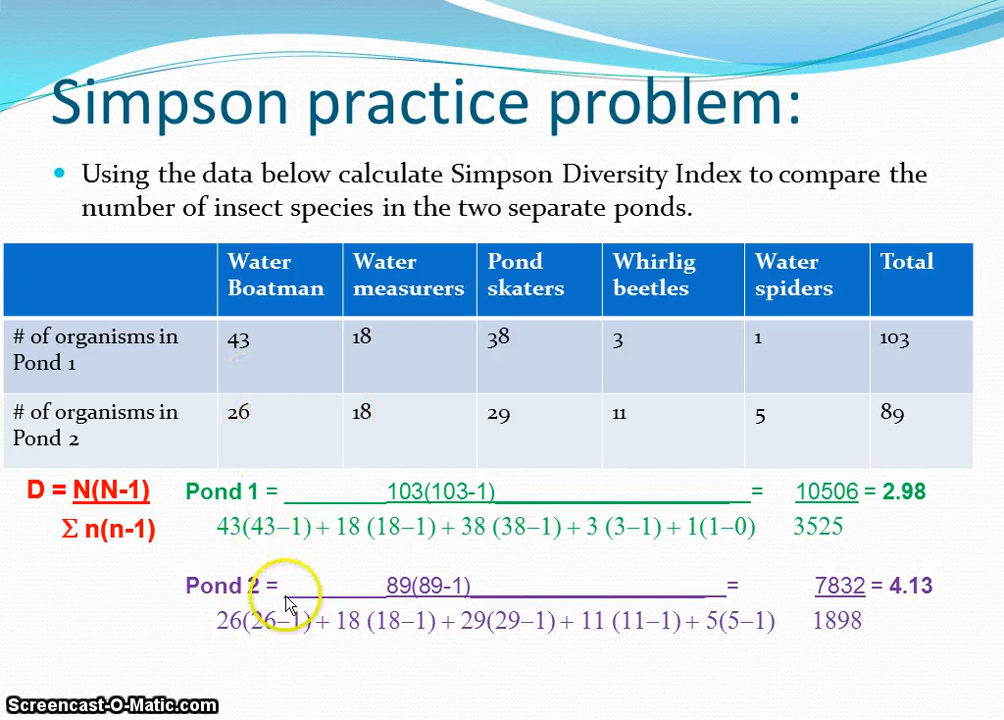 Simpson practice problem:
Using the data below calculate Simpson Diversity Index to compare the
number of insect species in the two separate ponds.
Water Boatman | Water measurers | Pond skaters | Whirlig beetles | Water spiders | Total
# of organisms in Pond 1 | 43 | 18 | 38 | 3 | 1 | 103
# of organisms in Pond 2 | 26 | 18 | 29 | 11 | 5 | 89
D = N(N-1)
Σ n(n-1)
Pond 1 = 103(103-1) = 10506 = 2.98
43(43–1) + 18 (18–1) + 38 (38–1) + 3 (3–1) + 1(1–0) 3525
Pond 2 = 89(89-1) = 7832 = 4.13
26(26–1) + 18 (18–1) + 29(29–1) + 11 (11–1) + 5(5–1) 1898
Screencast-O-Matic.com